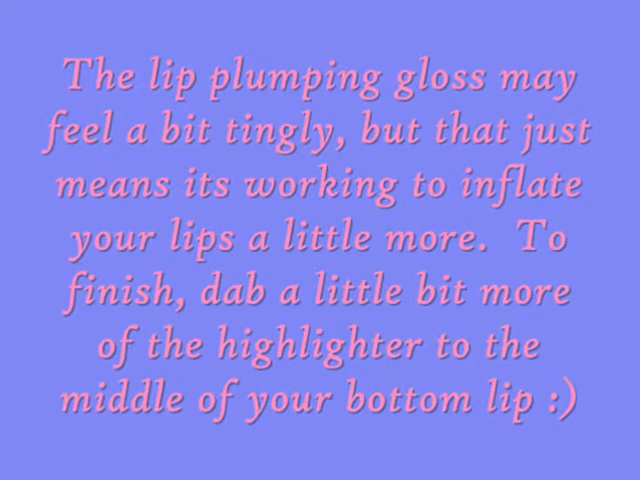 The lip plumping gloss may
feel a bit tingly, but that just
means its working to inflate
your lips a little more.  To
finish, dab a little bit more
of the highlighter to the
middle of your bottom lip :)